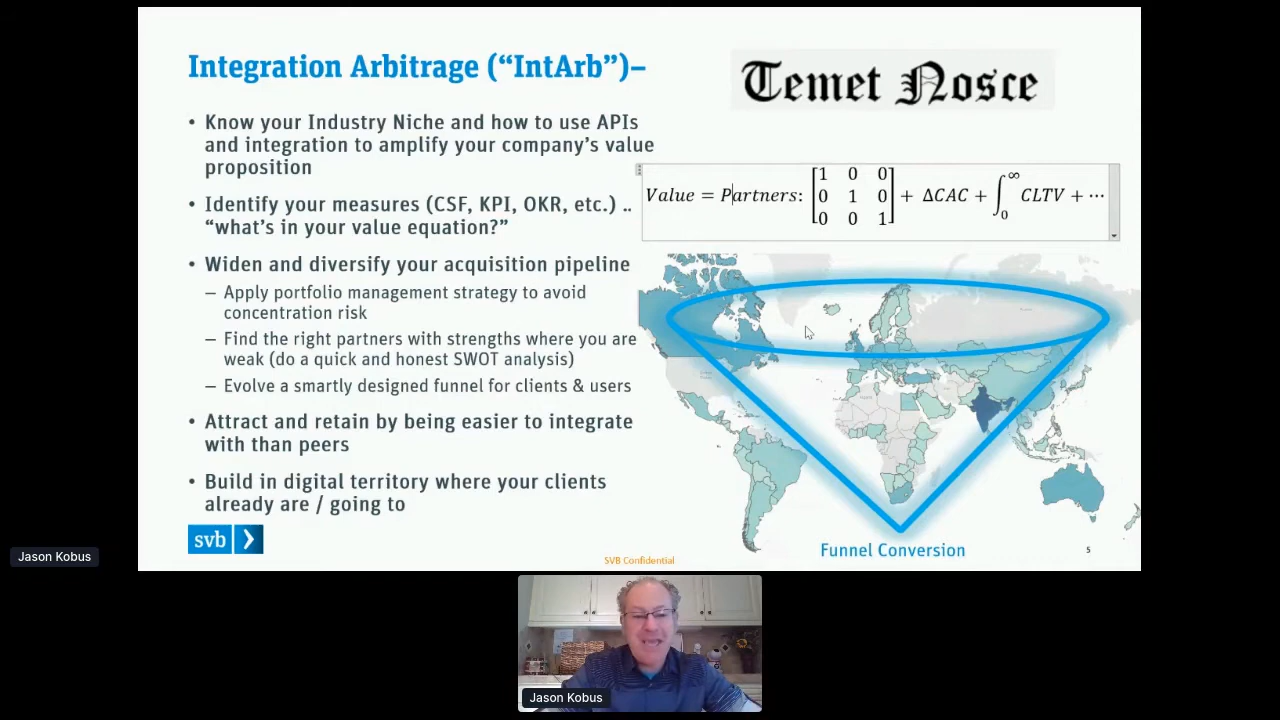 Integration Arbitrage (“IntArb”)–
Temet Nosce
• Know your Industry Niche and how to use APIs
and integration to amplify your company’s value
proposition
• Identify your measures (CSF, KPI, OKR, etc.) ..
“what’s in your value equation?”
• Widen and diversify your acquisition pipeline
– Apply portfolio management strategy to avoid
concentration risk
– Find the right partners with strengths where you are
weak (do a quick and honest SWOT analysis)
– Evolve a smartly designed funnel for clients & users
• Attract and retain by being easier to integrate
with than peers
• Build in digital territory where your clients
already are / going to
Value = Partners: [1 0 0; 0 1 0; 0 0 1] + ΔCAC + ∫₀^∞ CLTV + ⋯
Funnel Conversion
svb
SVB Confidential
5
Jason Kobus
Jason Kobus